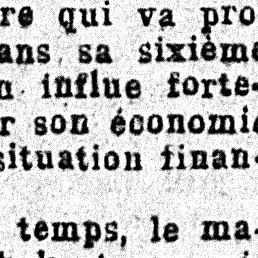 re qui va pro-
ans sa sixième
n influe forte-
r son économie
situation finan-
temps, le ma-